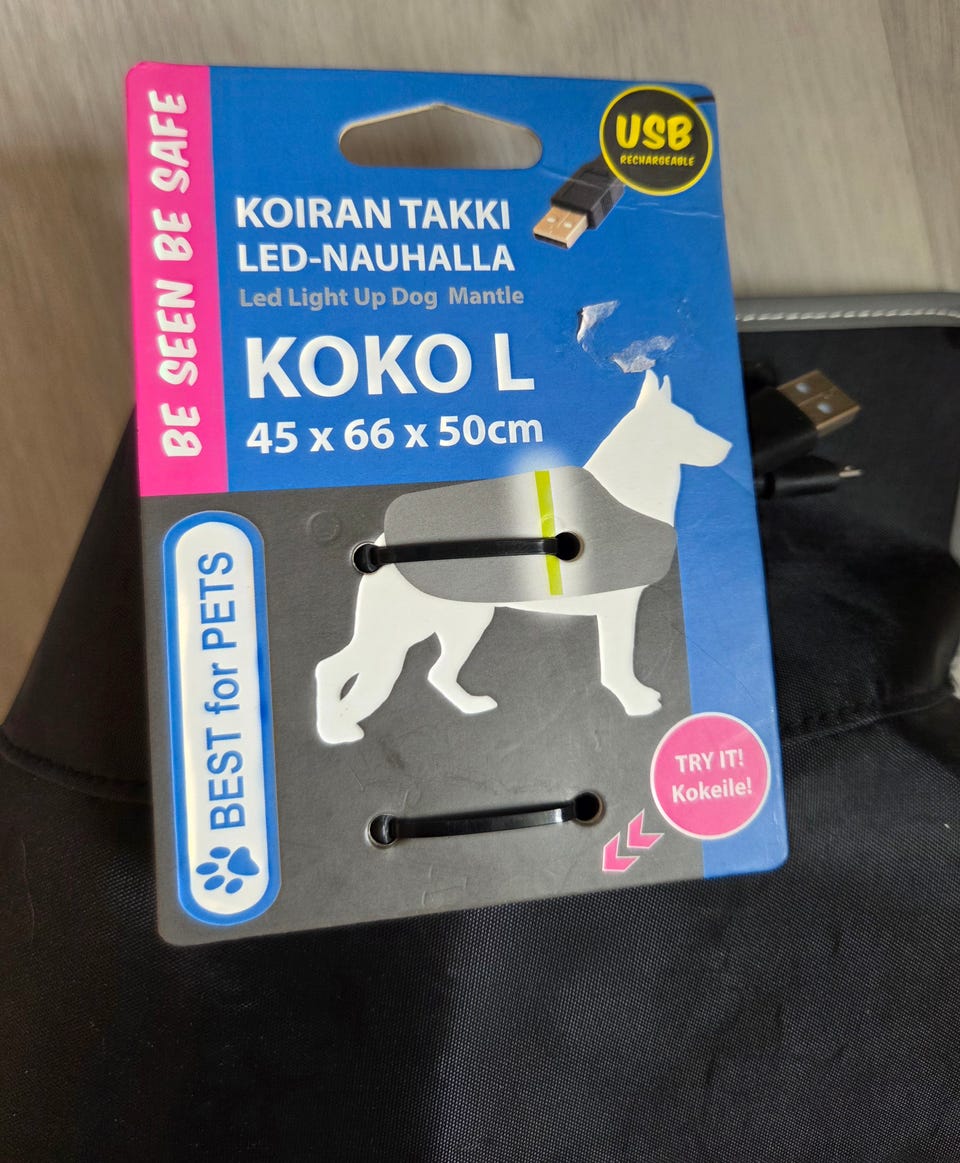 BE SEEN BE SAFE
USB
RECHARGEABLE
KOIRAN TAKKI
LED-NAUHALLA
Led Light Up Dog Mantle
KOKO L
45 x 66 x 50cm
BEST for PETS
TRY IT!
Kokeile!